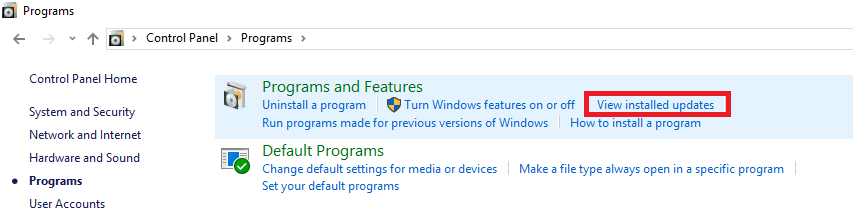 Programs
Control Panel > Programs >
Control Panel Home
System and Security
Network and Internet
Hardware and Sound
Programs
User Accounts
Programs and Features
Uninstall a program | Turn Windows features on or off | View installed updates
Run programs made for previous versions of Windows | How to install a program
Default Programs
Change default settings for media or devices | Make a file type always open in a specific program |
Set your default programs